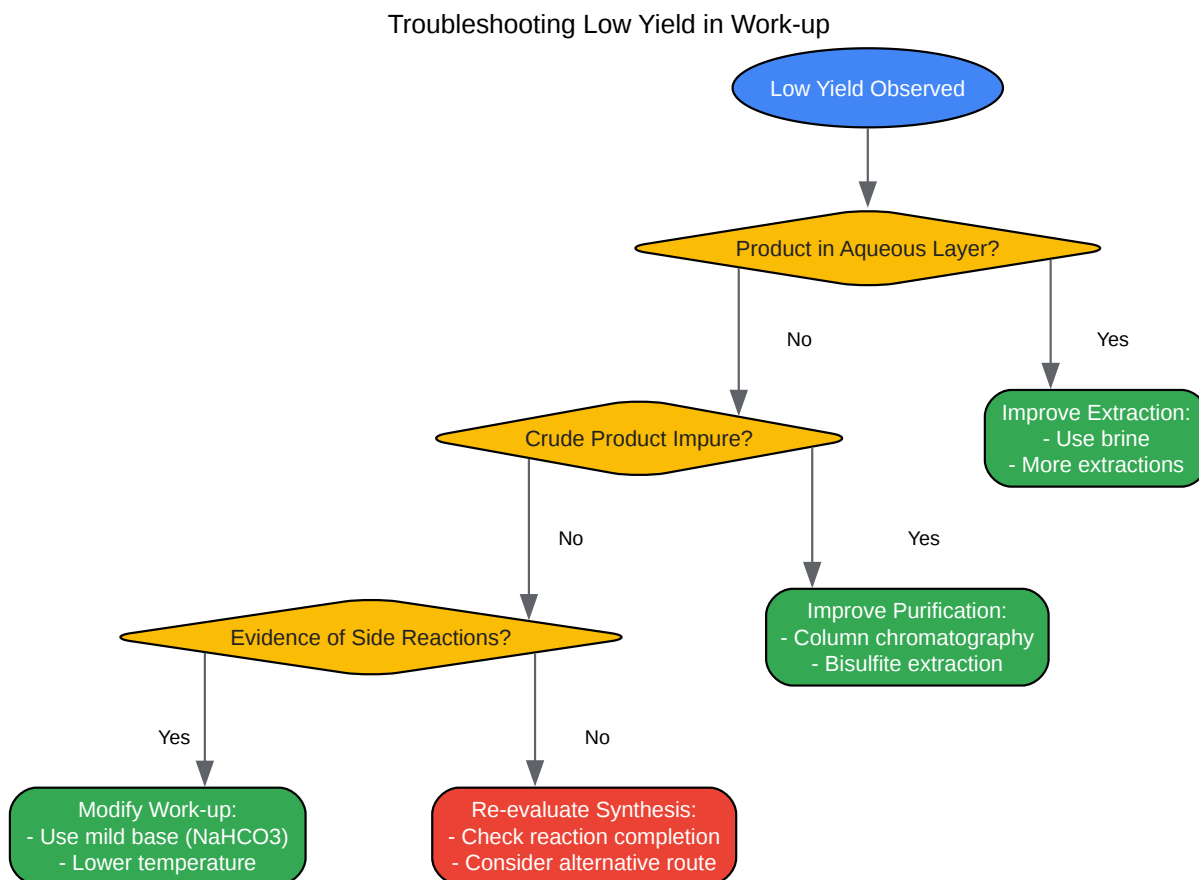 Troubleshooting Low Yield in Work-up
Low Yield Observed
Product in Aqueous Layer?
No
Yes
Improve Extraction:
- Use brine
- More extractions
Crude Product Impure?
No
Yes
Improve Purification:
- Column chromatography
- Bisulfite extraction
Evidence of Side Reactions?
Yes
No
Modify Work-up:
- Use mild base (NaHCO3)
- Lower temperature
Re-evaluate Synthesis:
- Check reaction completion
- Consider alternative route